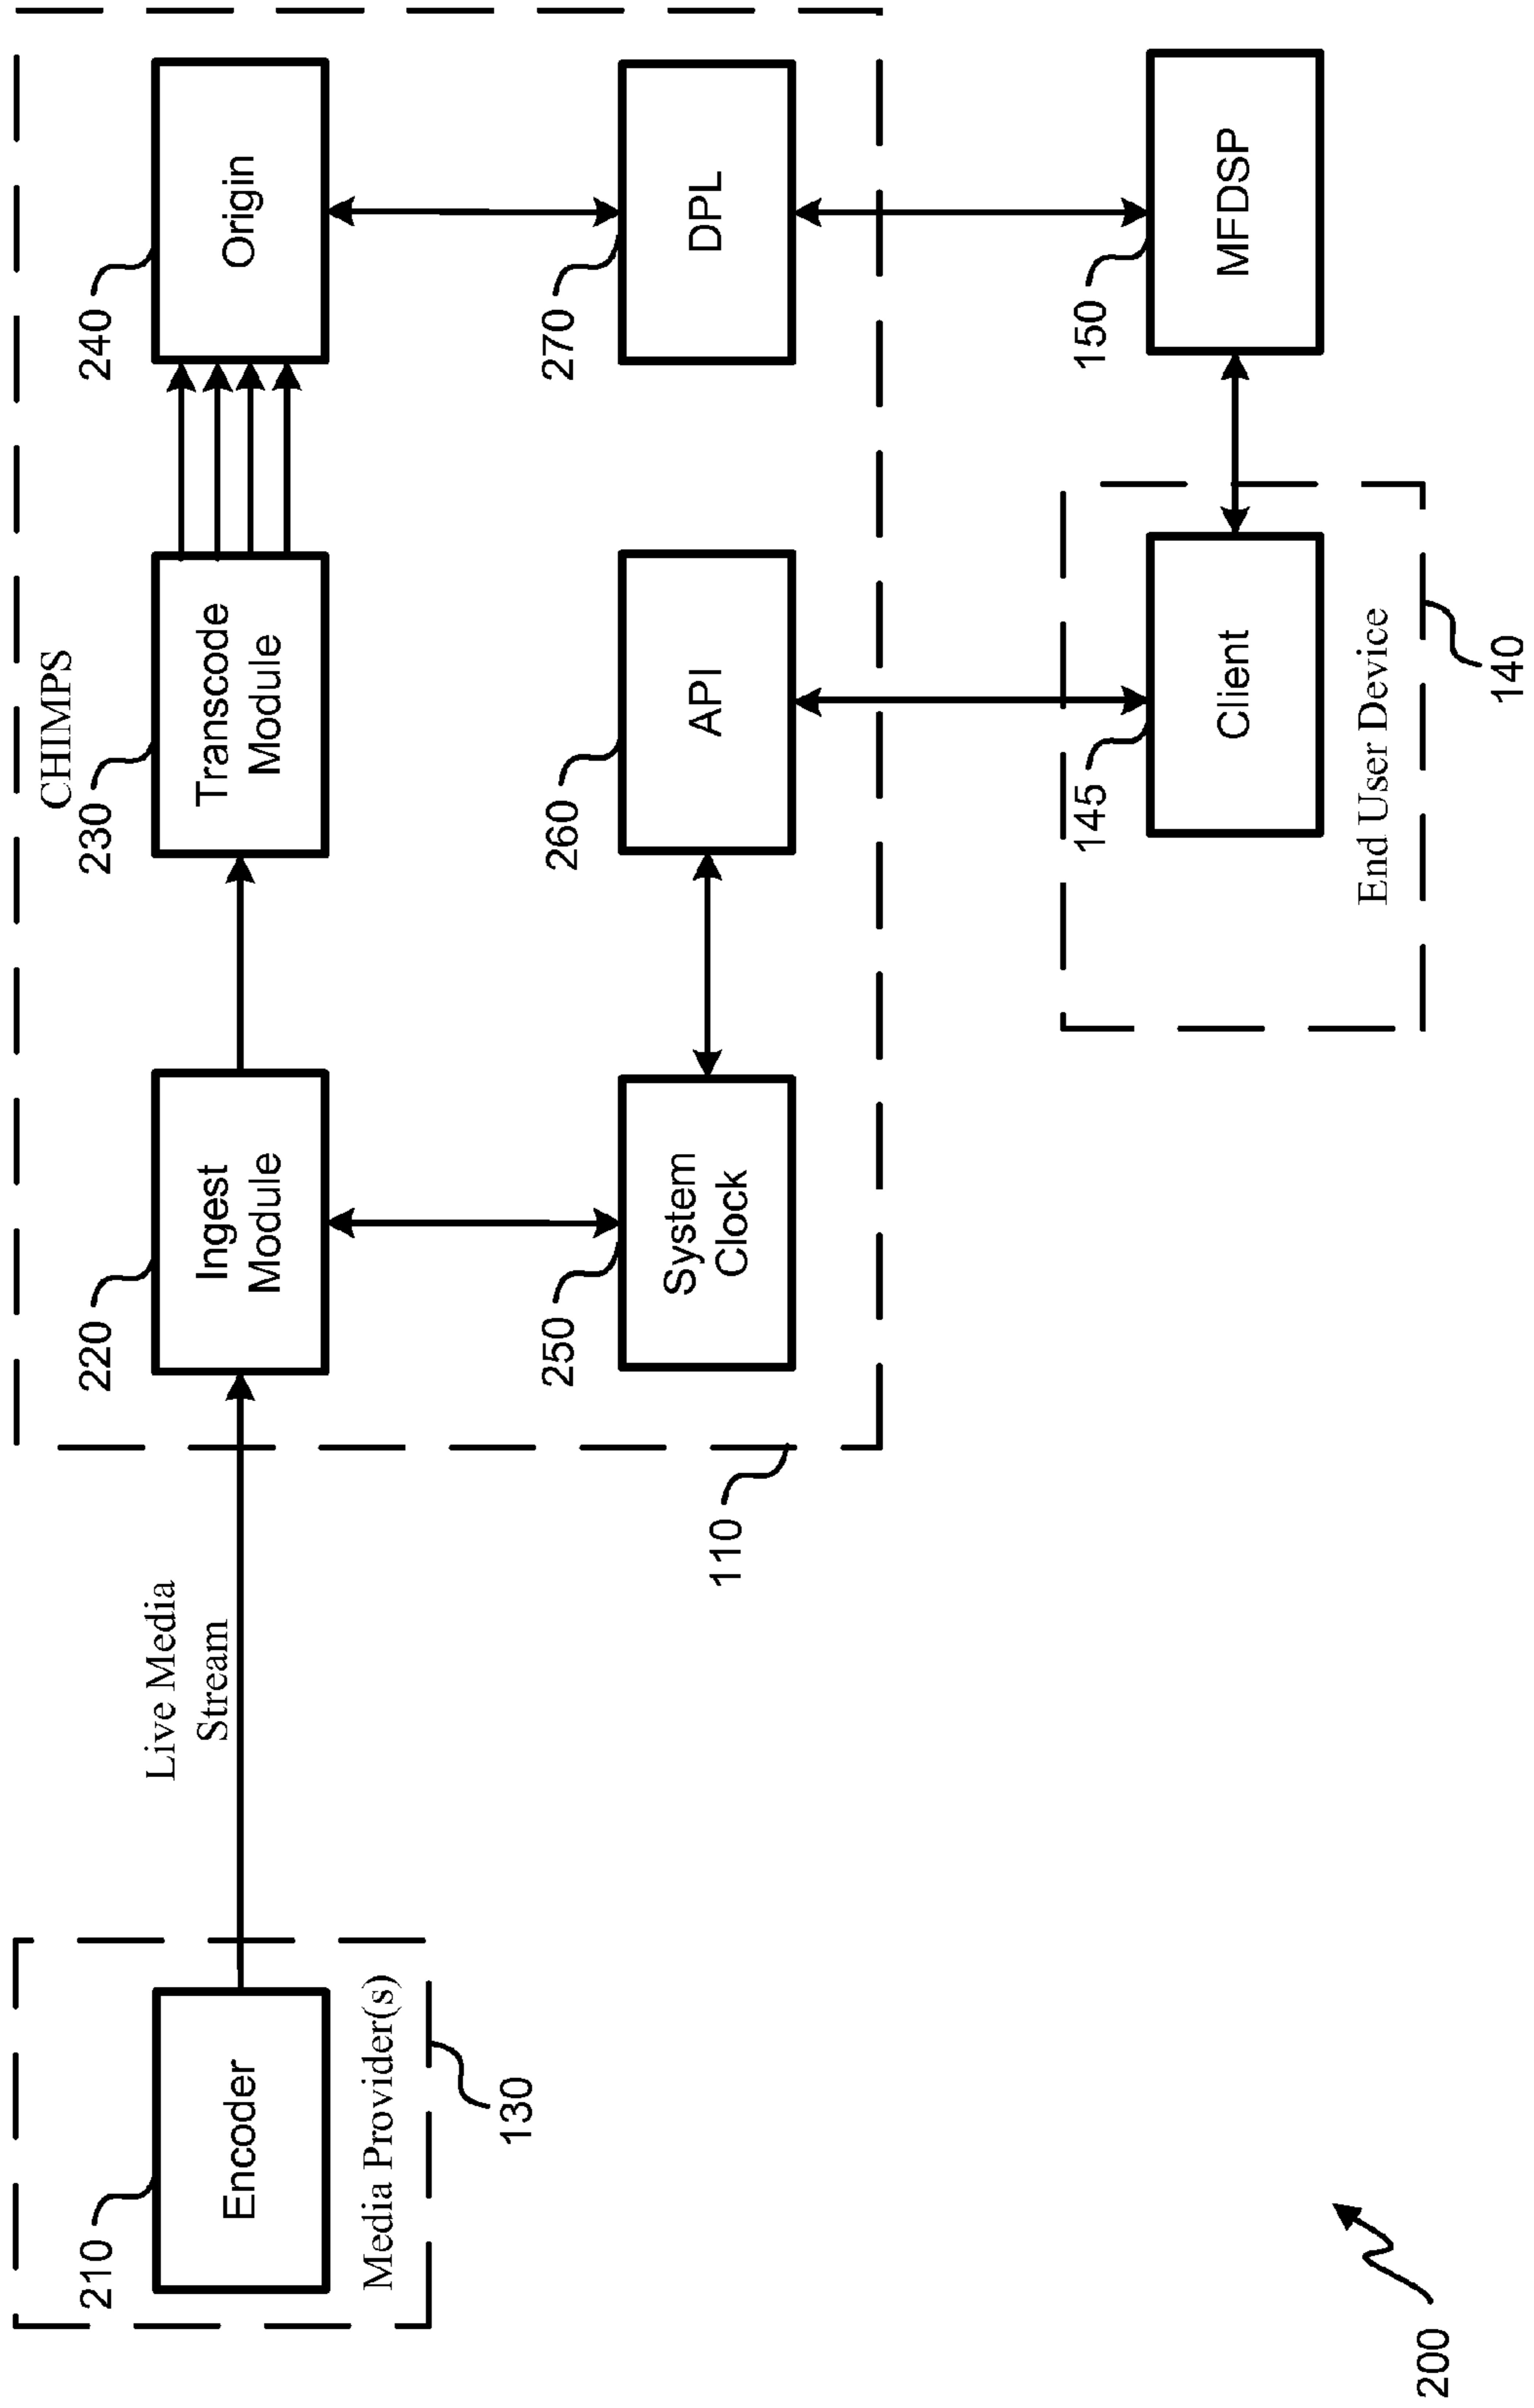 CHIMPS
210
Encoder
Media Provider(s)
130
Live Media
Stream
220
Ingest
Module
230
Transcode
Module
240
Origin
250
System
Clock
260
API
270
DPL
110
145
Client
End User Device
140
150
MFDSP
200